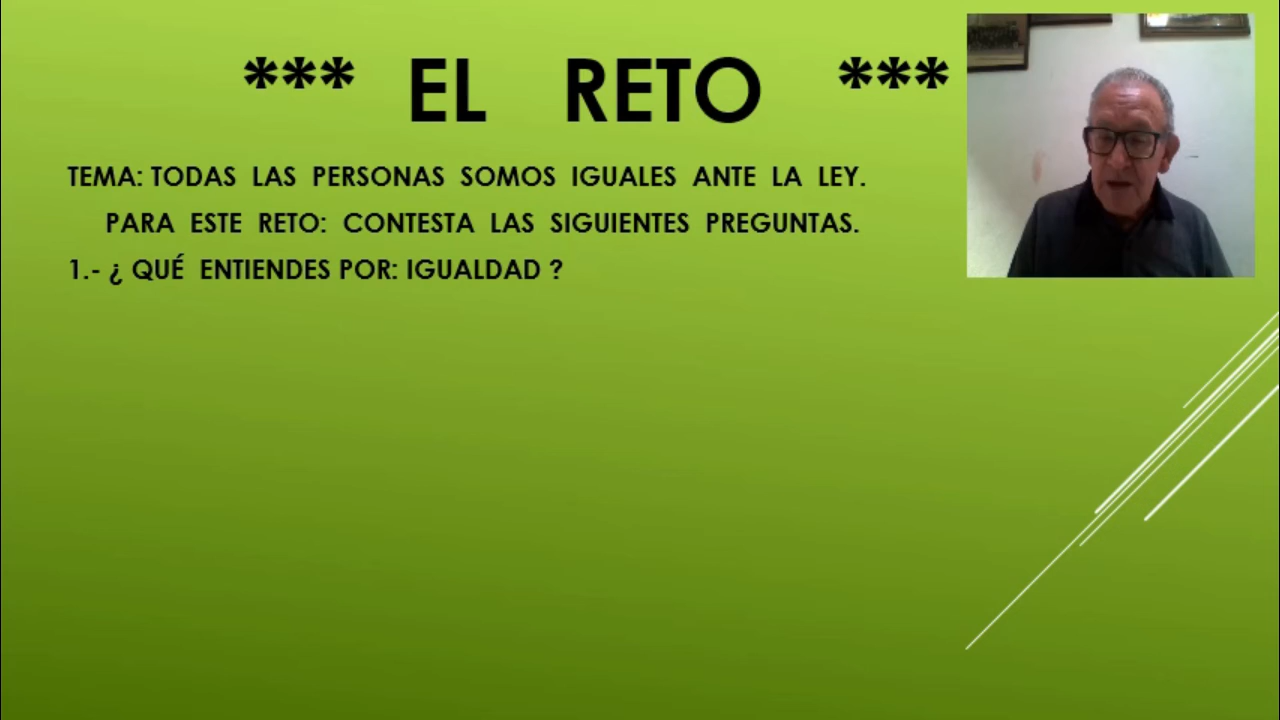 *** EL RETO ***
TEMA: TODAS LAS PERSONAS SOMOS IGUALES ANTE LA LEY.
PARA ESTE RETO: CONTESTA LAS SIGUIENTES PREGUNTAS.
1.- ¿ QUÉ ENTIENDES POR: IGUALDAD ?